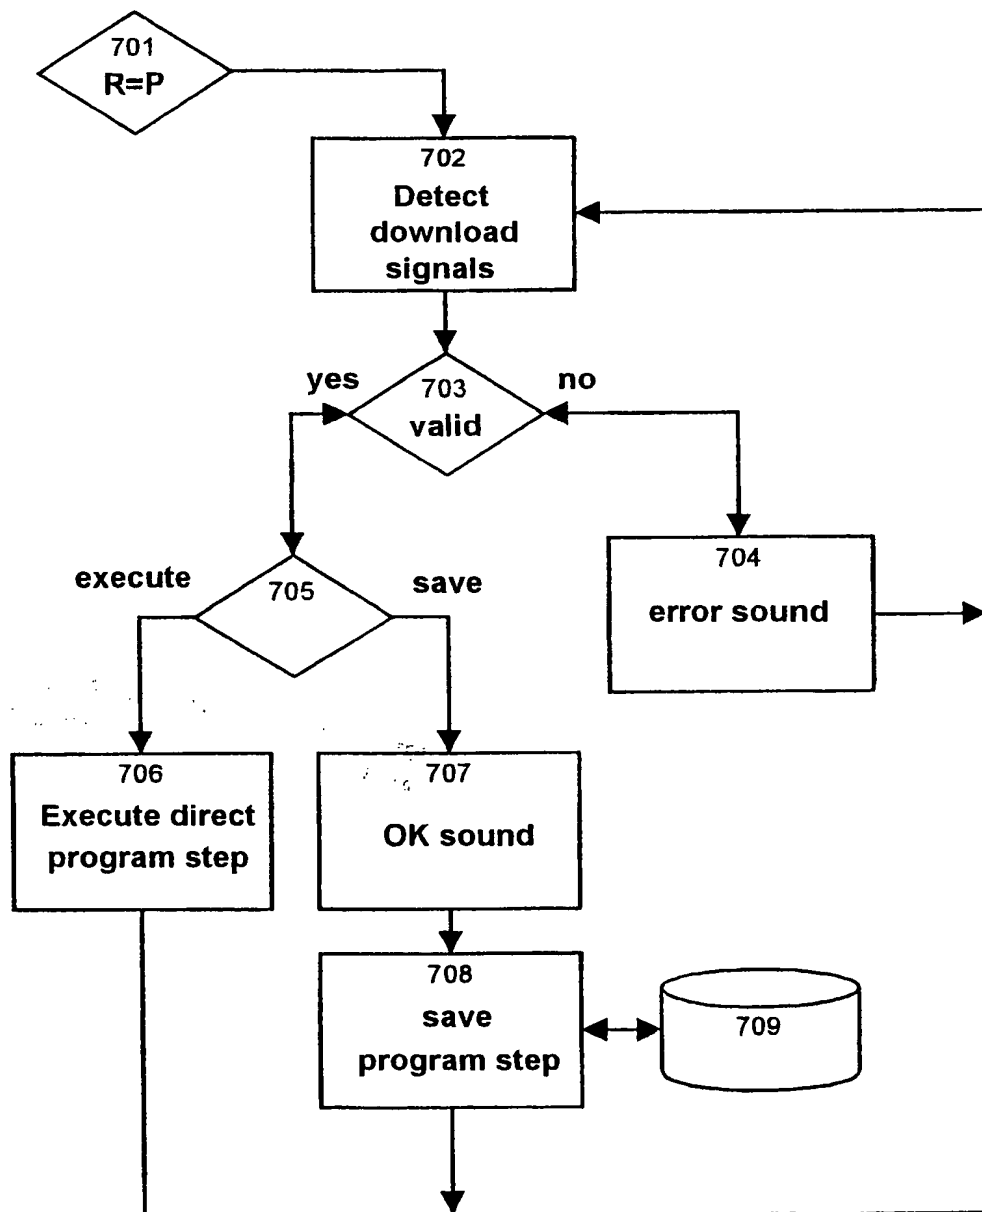 701
R=P
702
Detect
download
signals
yes
703
valid
no
704
error sound
execute
705
save
706
Execute direct
program step
707
OK sound
708
save
program step
709